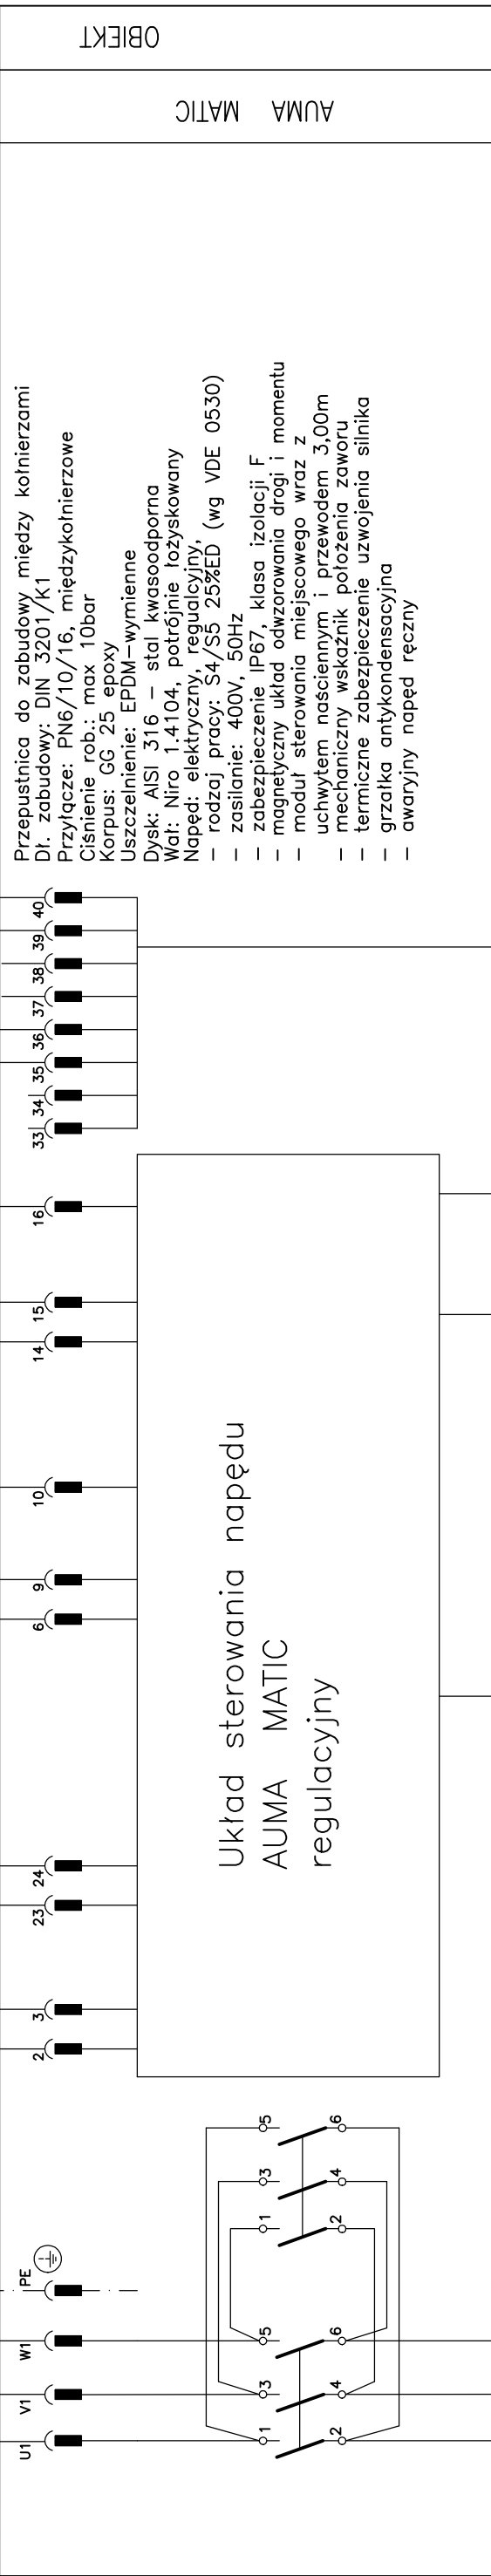 OBIEKT
AUMA MATIC
Przepustnica do zabudowy między kołnierzami
Dł. zabudowy: DIN 3201/K1
Przyłącze: PN6/10/16, międzykołnierzowe
Ciśnienie rob.: max 10bar
Korpus: GG 25 epoxy
Uszczelnienie: EPDM-wymienne
Dysk: AISI 316 – stal kwasoodporna
Wał: Niro 1.4104, potrójnie łożyskowany
Napęd: elektryczny, regualcyjny,
– rodzaj pracy: S4/S5 25%ED (wg VDE 0530)
– zasilanie: 400V, 50Hz
– zabezpieczenie IP67, klasa izolacji F
– magnetyczny układ odwzorowania drogi i momentu
– moduł sterowania miejscowego wraz z
uchwytem naściennym i przewodem 3,00m
– mechaniczny wskaźnik położenia zaworu
– termiczne zabezpieczenie uzwojenia silnika
– grzałka antykondensacyjna
– awaryjny napęd ręczny
U1 V1 W1 PE 2 3 23 24 6 9 10 14 15 16 33 34 35 36 37 38 39 40
Układ sterowania napędu
AUMA MATIC
regulacyjny
1 3 5 1 3 5
2 4 6 2 4 6